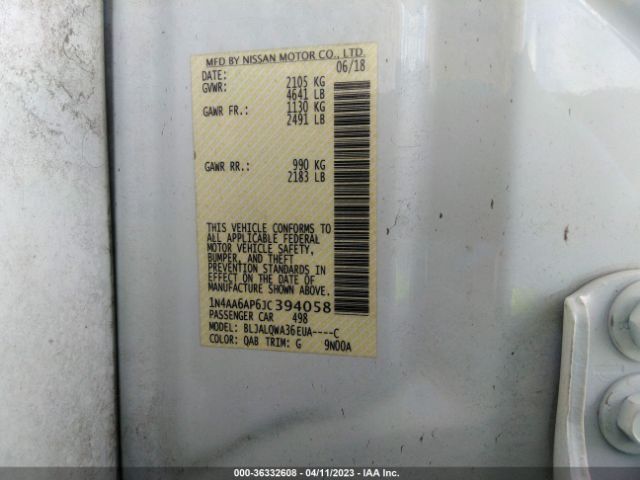 MFD BY NISSAN MOTOR CO., LTD.
DATE: 06/18
GVWR: 2105 KG
4641 LB
GAWR FR.: 1130 KG
2491 LB
GAWR RR.: 990 KG
2183 LB
THIS VEHICLE CONFORMS TO
ALL APPLICABLE FEDERAL
MOTOR VEHICLE SAFETY,
BUMPER, AND THEFT
PREVENTION STANDARDS IN
EFFECT ON THE DATE OF
MANUFACTURE SHOWN ABOVE.
1N4AA6AP6JC394058
PASSENGER CAR 498
MODEL: BLJALQWA36EUA----C
COLOR: QAB TRIM: G 9N00A
000-36332608 - 04/11/2023 - IAA Inc.